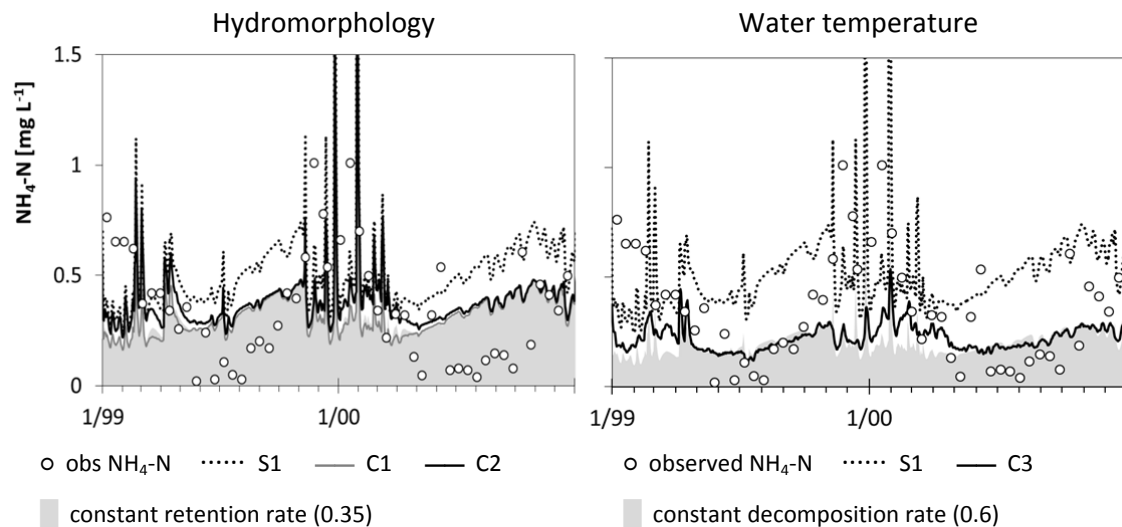 Hydromorphology
Water temperature
NH₄-N [mg L⁻¹]
1.5
1
0.5
0
1/99
1/00
1/99
1/00
obs NH₄-N
S1
C1
C2
constant retention rate (0.35)
observed NH₄-N
S1
C3
constant decomposition rate (0.6)